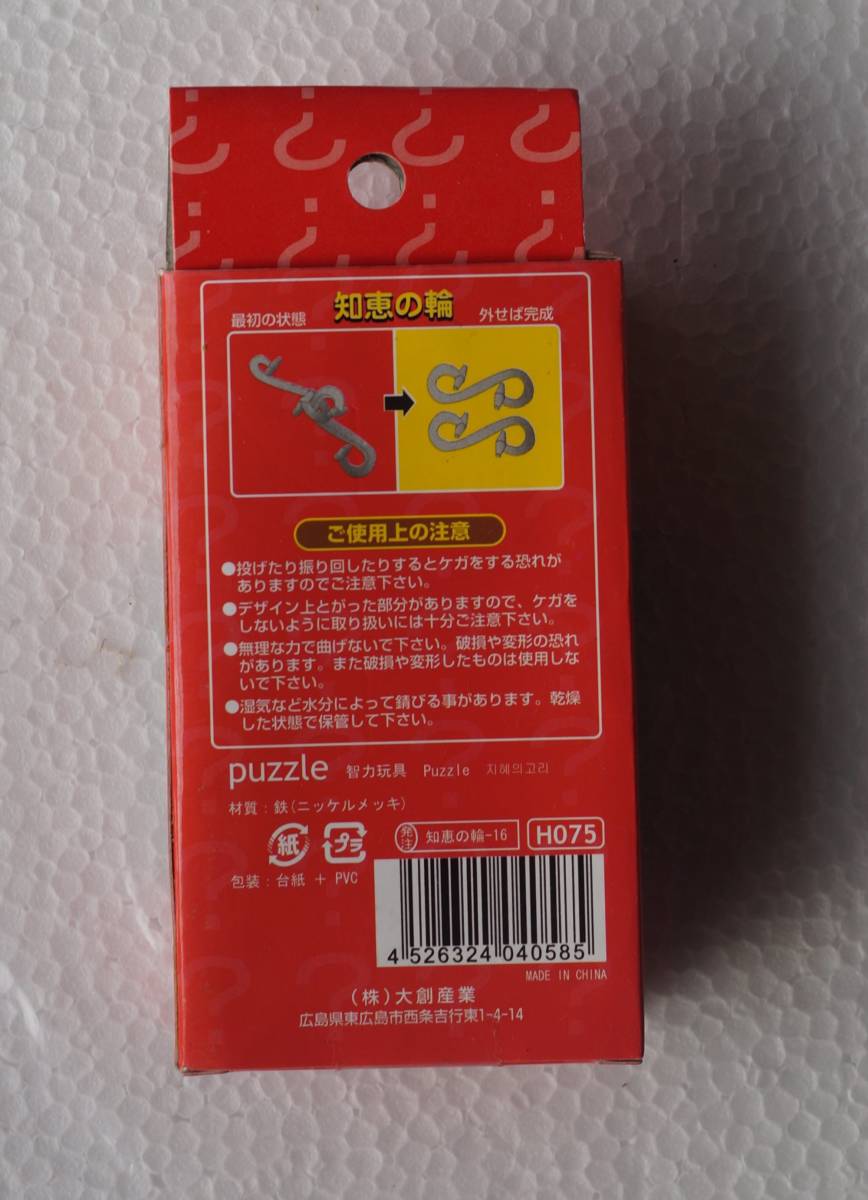 知恵の輪
最初の状態
外せば完成
ご使用上の注意
●投げたり振り回したりするとケガをする恐れが
ありますのでご注意下さい。
●デザイン上とがった部分がありますので、ケガを
しないように取り扱いには十分ご注意下さい。
●無理な力で曲げないで下さい。破損や変形の恐れ
があります。また破損や変形したものは使用しな
いで下さい。
●湿気など水分によって錆びる事があります。乾燥
した状態で保管して下さい。
puzzle 智力玩具 Puzzle 지혜의고리
材質：鉄(ニッケルメッキ)
紙 プラ 発注 知恵の輪-16 H075
包装：台紙 + PVC
4 526324 040585
MADE IN CHINA
(株)大創産業
広島県東広島市西条吉行東1-4-14